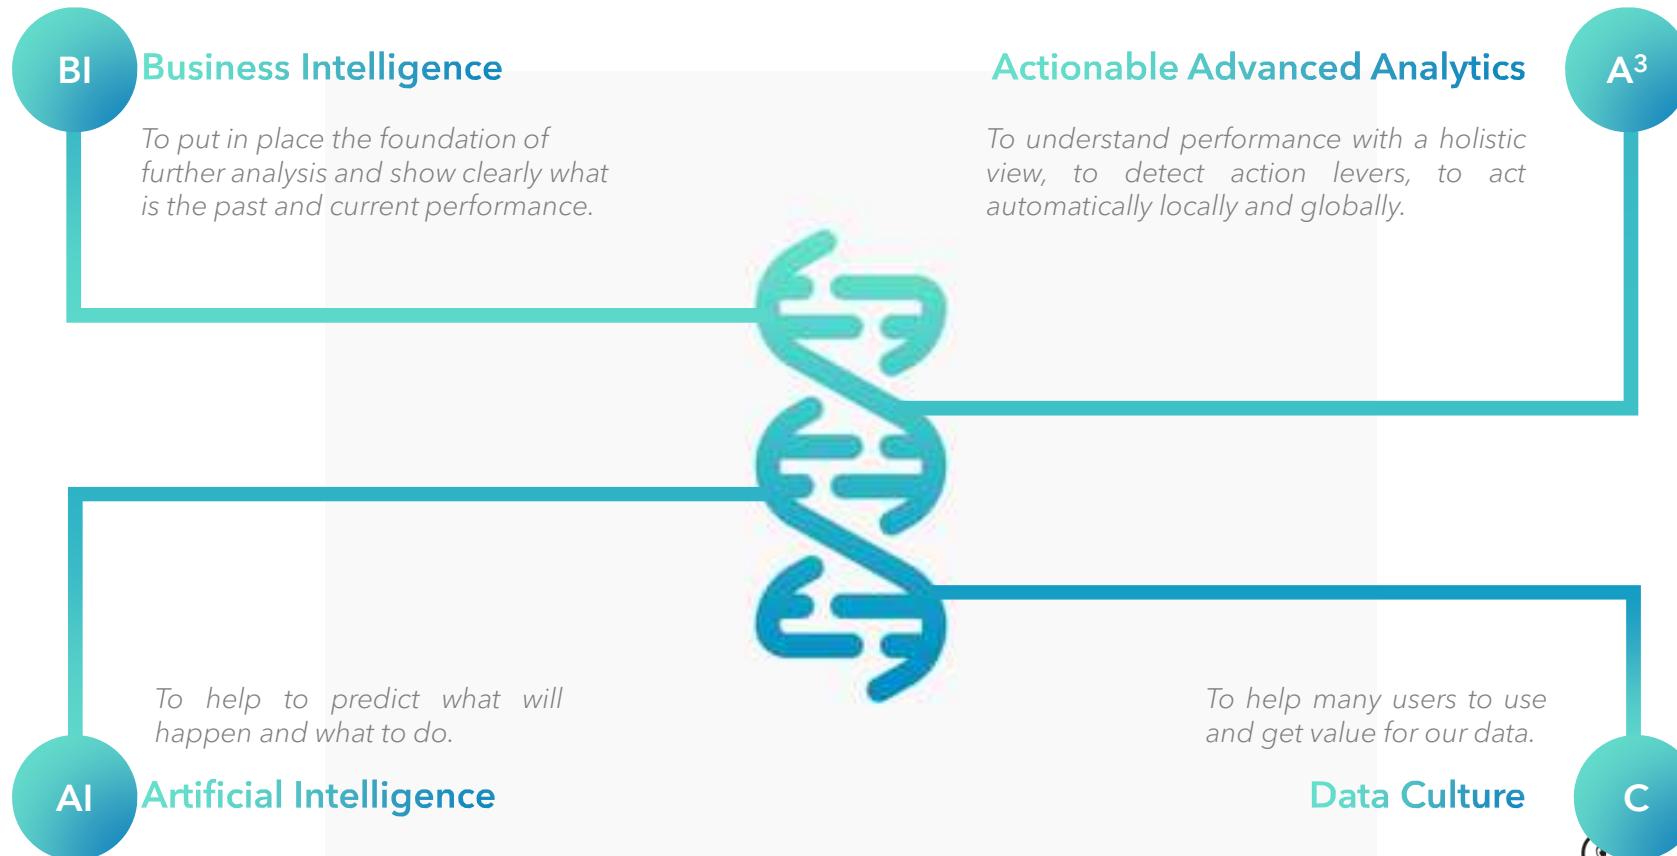 BI
Business Intelligence
To put in place the foundation of
further analysis and show clearly what
is the past and current performance.
Actionable Advanced Analytics
A³
To understand performance with a holistic
view, to detect action levers, to act
automatically locally and globally.
To help to predict what will
happen and what to do.
AI
Artificial Intelligence
To help many users to use
and get value for our data.
Data Culture
C